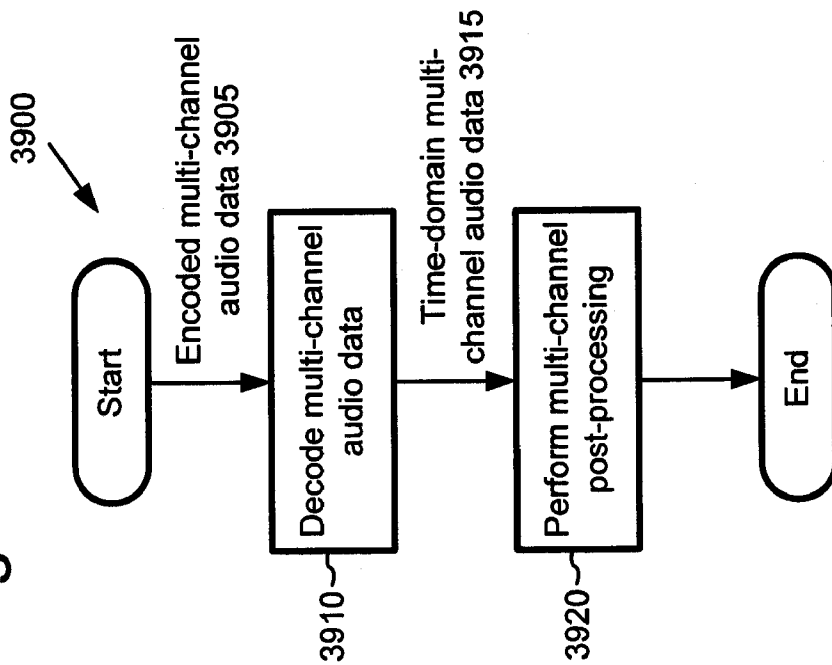 3900
Start
Encoded multi-channel
audio data 3905
Decode multi-channel
audio data
3910
Time-domain multi-
channel audio data 3915
Perform multi-channel
post-processing
3920
End